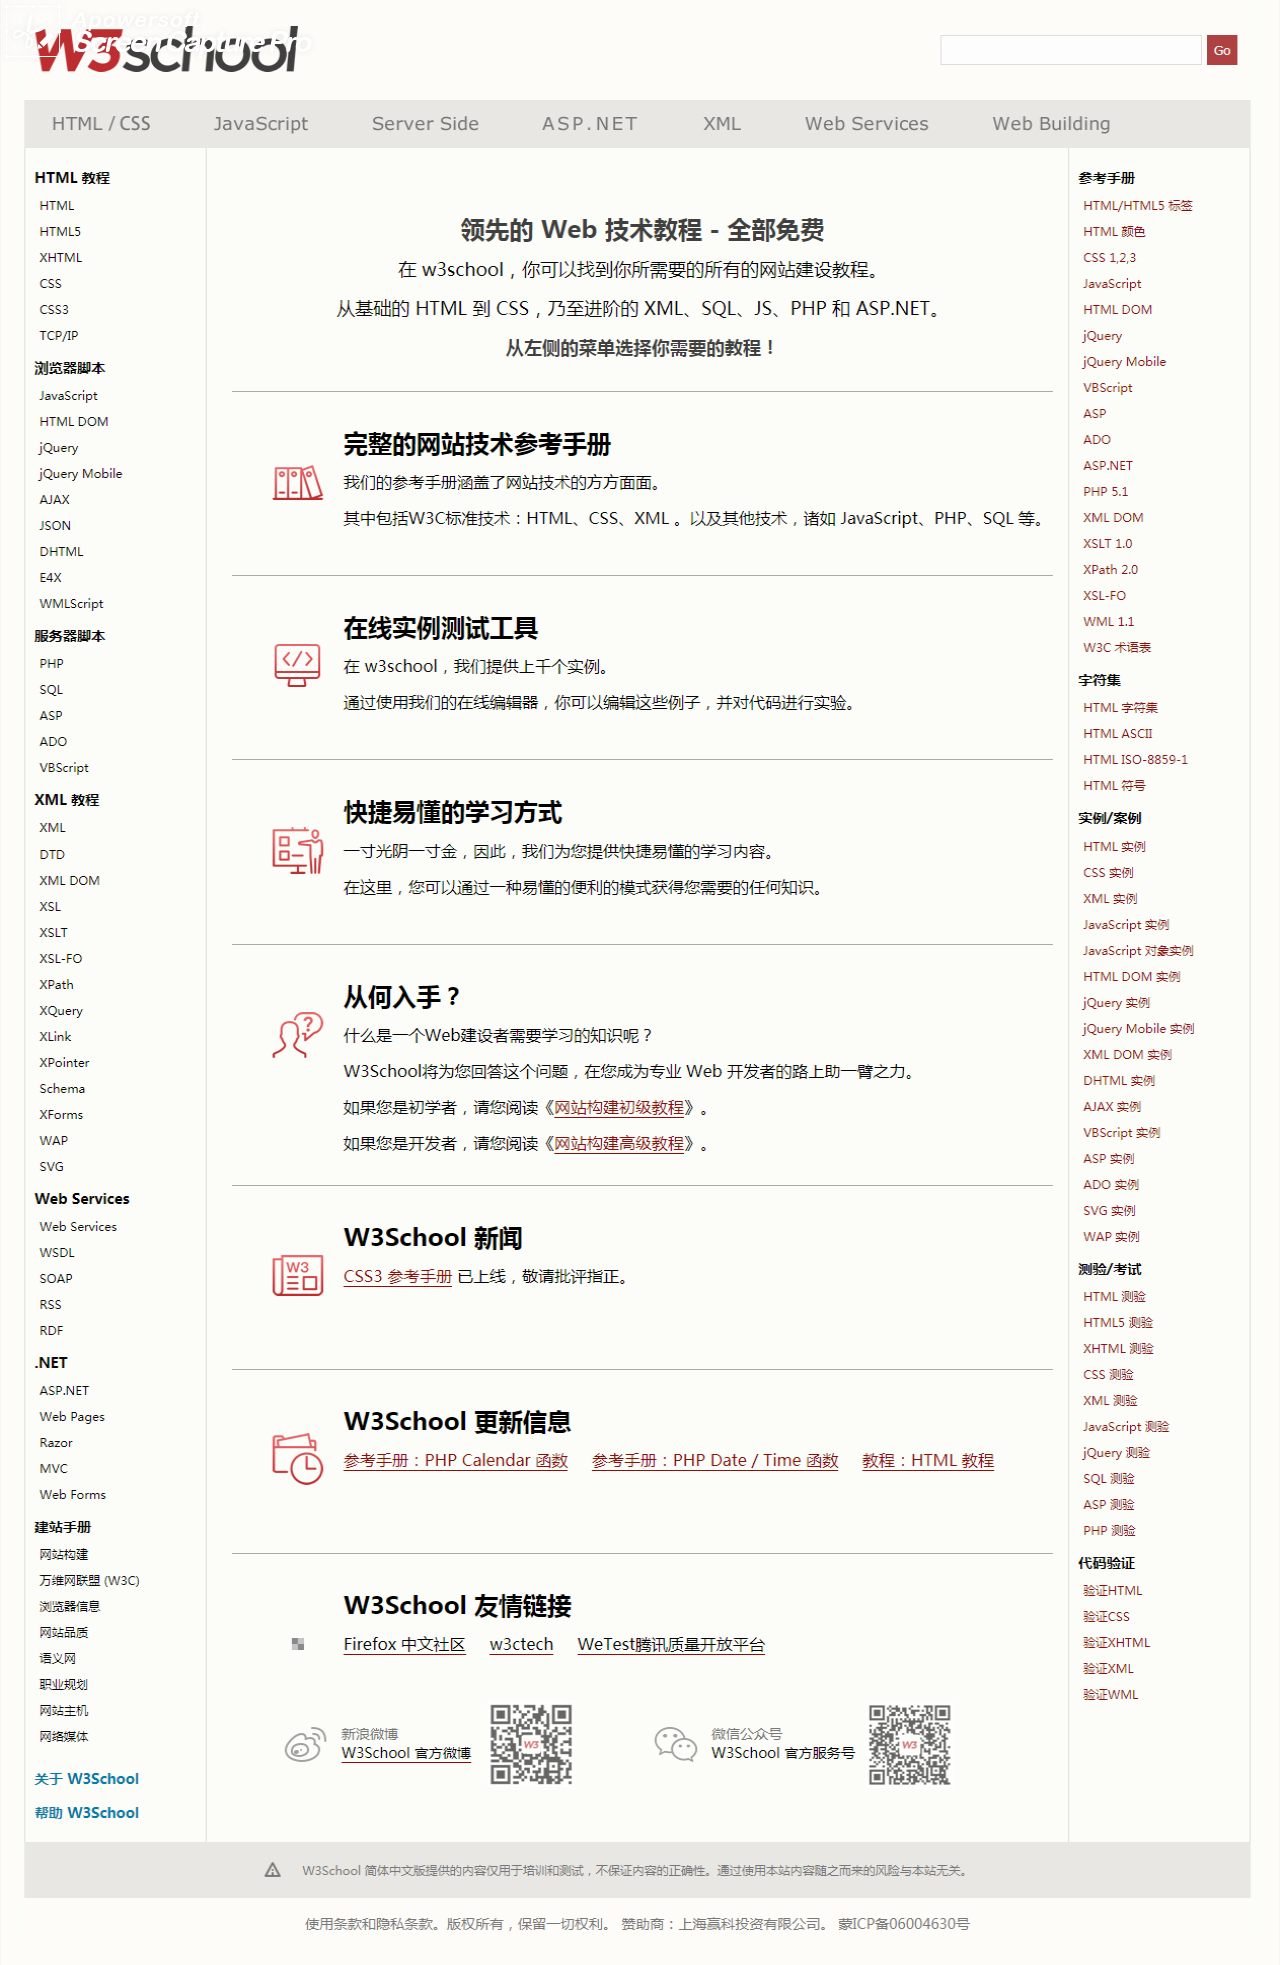 Apowersoft
Screen Capture Pro
W3school
Go
HTML / CSS
JavaScript
Server Side
ASP.NET
XML
Web Services
Web Building
HTML 教程
HTML
HTML5
XHTML
CSS
CSS3
TCP/IP
浏览器脚本
JavaScript
HTML DOM
jQuery
jQuery Mobile
AJAX
JSON
DHTML
E4X
WMLScript
服务器脚本
PHP
SQL
ASP
ADO
VBScript
XML 教程
XML
DTD
XML DOM
XSL
XSLT
XSL-FO
XPath
XQuery
XLink
XPointer
Schema
XForms
WAP
SVG
Web Services
Web Services
WSDL
SOAP
RSS
RDF
.NET
ASP.NET
Web Pages
Razor
MVC
Web Forms
建站手册
网站构建
万维网联盟 (W3C)
浏览器信息
网站品质
语义网
职业规划
网站主机
网络媒体
关于 W3School
帮助 W3School
领先的 Web 技术教程 - 全部免费
在 w3school，你可以找到你所需要的所有的网站建设教程。
从基础的 HTML 到 CSS，乃至进阶的 XML、SQL、JS、PHP 和 ASP.NET。
从左侧的菜单选择你需要的教程！
完整的网站技术参考手册
我们的参考手册涵盖了网站技术的方方面面。
其中包括W3C标准技术：HTML、CSS、XML 。以及其他技术，诸如 JavaScript、PHP、SQL 等。
在线实例测试工具
在 w3school，我们提供上千个实例。
通过使用我们的在线编辑器，你可以编辑这些例子，并对代码进行实验。
快捷易懂的学习方式
一寸光阴一寸金，因此，我们为您提供快捷易懂的学习内容。
在这里，您可以通过一种易懂的便利的模式获得您需要的任何知识。
从何入手？
什么是一个Web建设者需要学习的知识呢？
W3School将为您回答这个问题，在您成为专业 Web 开发者的路上助一臂之力。
如果您是初学者，请您阅读《网站构建初级教程》。
如果您是开发者，请您阅读《网站构建高级教程》。
W3
W3School 新闻
CSS3 参考手册 已上线，敬请批评指正。
W3School 更新信息
参考手册：PHP Calendar 函数 参考手册：PHP Date / Time 函数 教程：HTML 教程
W3School 友情链接
Firefox 中文社区 w3ctech WeTest腾讯质量开放平台
新浪微博
W3School 官方微博
W3
微信公众号
W3School 官方服务号
W3
参考手册
HTML/HTML5 标签
HTML 颜色
CSS 1,2,3
JavaScript
HTML DOM
jQuery
jQuery Mobile
VBScript
ASP
ADO
ASP.NET
PHP 5.1
XML DOM
XSLT 1.0
XPath 2.0
XSL-FO
WML 1.1
W3C 术语表
字符集
HTML 字符集
HTML ASCII
HTML ISO-8859-1
HTML 符号
实例/案例
HTML 实例
CSS 实例
XML 实例
JavaScript 实例
JavaScript 对象实例
HTML DOM 实例
jQuery 实例
jQuery Mobile 实例
XML DOM 实例
DHTML 实例
AJAX 实例
VBScript 实例
ASP 实例
ADO 实例
SVG 实例
WAP 实例
测验/考试
HTML 测验
HTML5 测验
XHTML 测验
CSS 测验
XML 测验
JavaScript 测验
jQuery 测验
SQL 测验
ASP 测验
PHP 测验
代码验证
验证HTML
验证CSS
验证XHTML
验证XML
验证WML
W3School 简体中文版提供的内容仅用于培训和测试，不保证内容的正确性。通过使用本站内容随之而来的风险与本站无关。
使用条款和隐私条款。版权所有，保留一切权利。 赞助商：上海赢科投资有限公司。 蒙ICP备06004630号